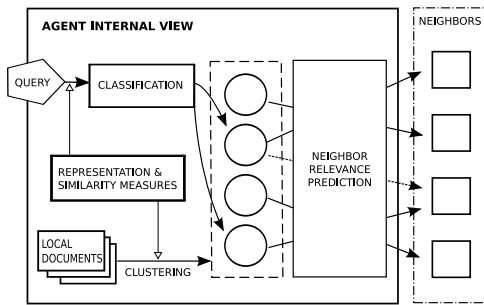 AGENT INTERNAL VIEW
NEIGHBORS
QUERY
CLASSIFICATION
REPRESENTATION &
SIMILARITY MEASURES
NEIGHBOR
RELEVANCE
PREDICTION
LOCAL
DOCUMENTS
CLUSTERING